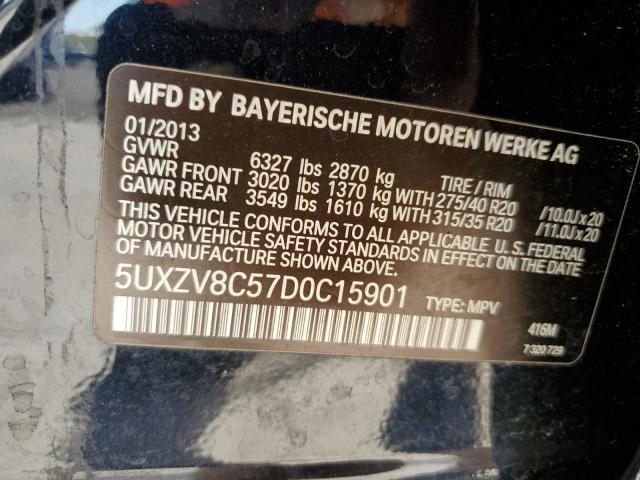 MFD BY BAYERISCHE MOTOREN WERKE AG
01/2013
GVWR 6327 lbs 2870 kg TIRE / RIM
GAWR FRONT 3020 lbs 1370 kg WITH 275/40 R20 /10.0J x 20
GAWR REAR 3549 lbs 1610 kg WITH 315/35 R20 /11.0J x 20
THIS VEHICLE CONFORMS TO ALL APPLICABLE U. S. FEDERAL
MOTOR VEHICLE SAFETY STANDARDS IN EFFECT ON THE DATE
OF MANUFACTURE SHOWN ABOVE.
5UXZV8C57D0C15901 TYPE: MPV
416M
7 320 729